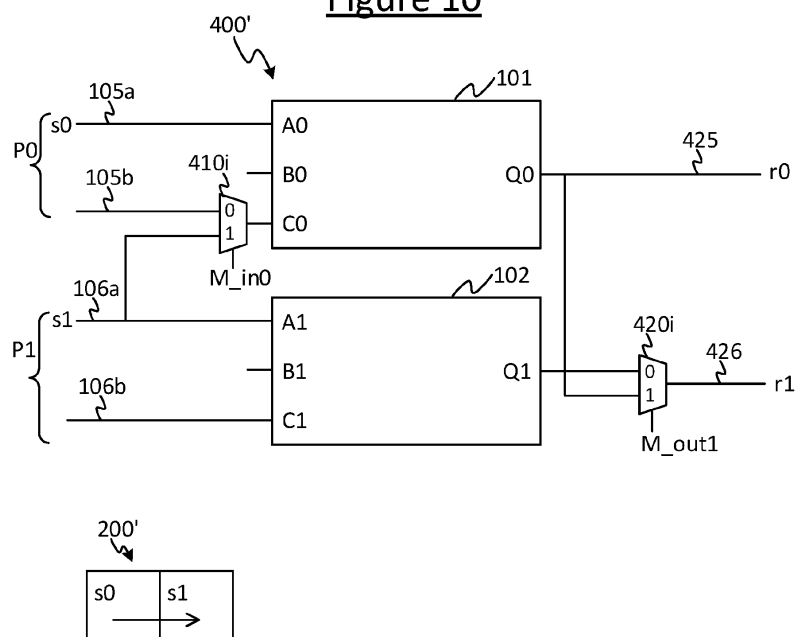 Figure 10
400'
101
105a
s0
A0
P0
410i
425
B0
Q0
r0
105b
0
C0
1
M_in0
102
106a
s1
A1
420i
P1
426
B1
Q1
0
106b
r1
1
C1
M_out1
200'
s0
s1